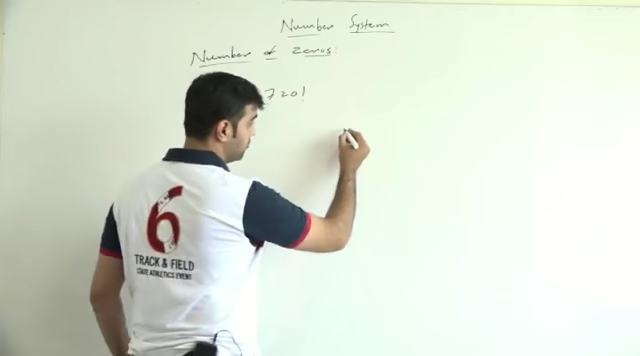 Number System
Number of zeros:
720!
6
TRACK & FIELD
STATE ATHLETICS EVENT